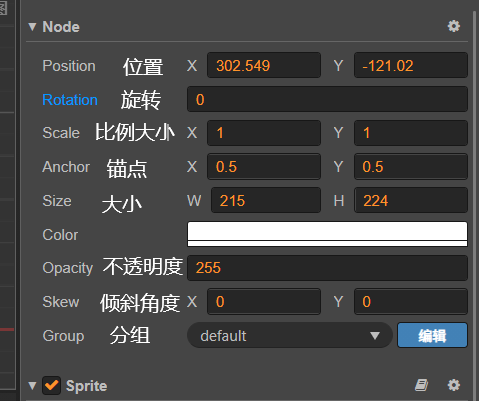 图
Node
Position 位置 X 302.549 Y -121.02
Rotation 旋转 0
Scale 比例大小 X 1 Y 1
Anchor 锚点 X 0.5 Y 0.5
Size 大小 W 215 H 224
Color
Opacity 不透明度 255
Skew 倾斜角度 X 0 Y 0
Group 分组 default 编辑
Sprite